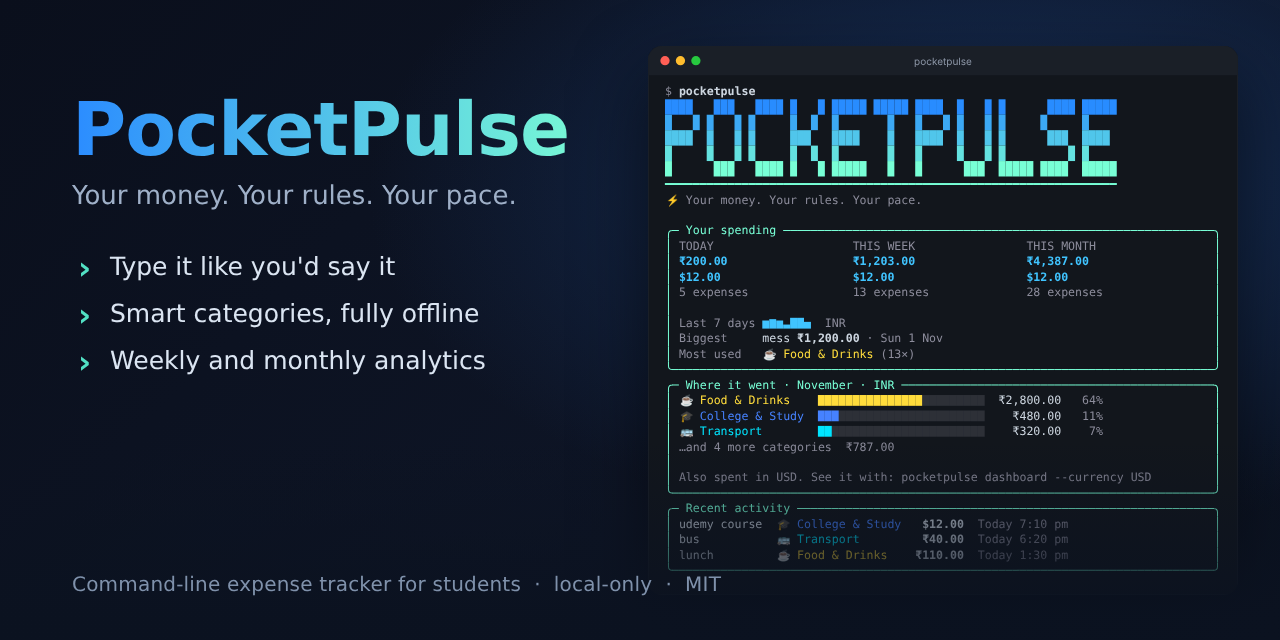 PocketPulse
Your money. Your rules. Your pace.
› Type it like you'd say it
› Smart categories, fully offline
› Weekly and monthly analytics
Command-line expense tracker for students · local-only · MIT
pocketpulse
$ pocketpulse
POCKETPULSE
⚡ Your money. Your rules. Your pace.
Your spending
TODAY THIS WEEK THIS MONTH
₹200.00 ₹1,203.00 ₹4,387.00
$12.00 $12.00 $12.00
5 expenses 13 expenses 28 expenses
Last 7 days INR
Biggest mess ₹1,200.00 · Sun 1 Nov
Most used ☕ Food & Drinks (13×)
Where it went · November · INR
☕ Food & Drinks ₹2,800.00 64%
🎓 College & Study ₹480.00 11%
🚌 Transport ₹320.00 7%
…and 4 more categories ₹787.00
Also spent in USD. See it with: pocketpulse dashboard --currency USD
Recent activity
udemy course 🎓 College & Study $12.00 Today 7:10 pm
bus 🚌 Transport ₹40.00 Today 6:20 pm
lunch ☕ Food & Drinks ₹110.00 Today 1:30 pm